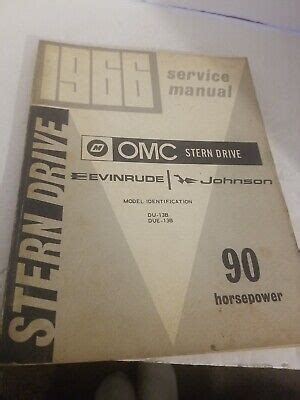 1966
service
manual
STERN DRIVE
OMC STERN DRIVE
EVINRUDE Johnson
MODEL IDENTIFICATION
DU-13B
DUE-13B
90
horsepower